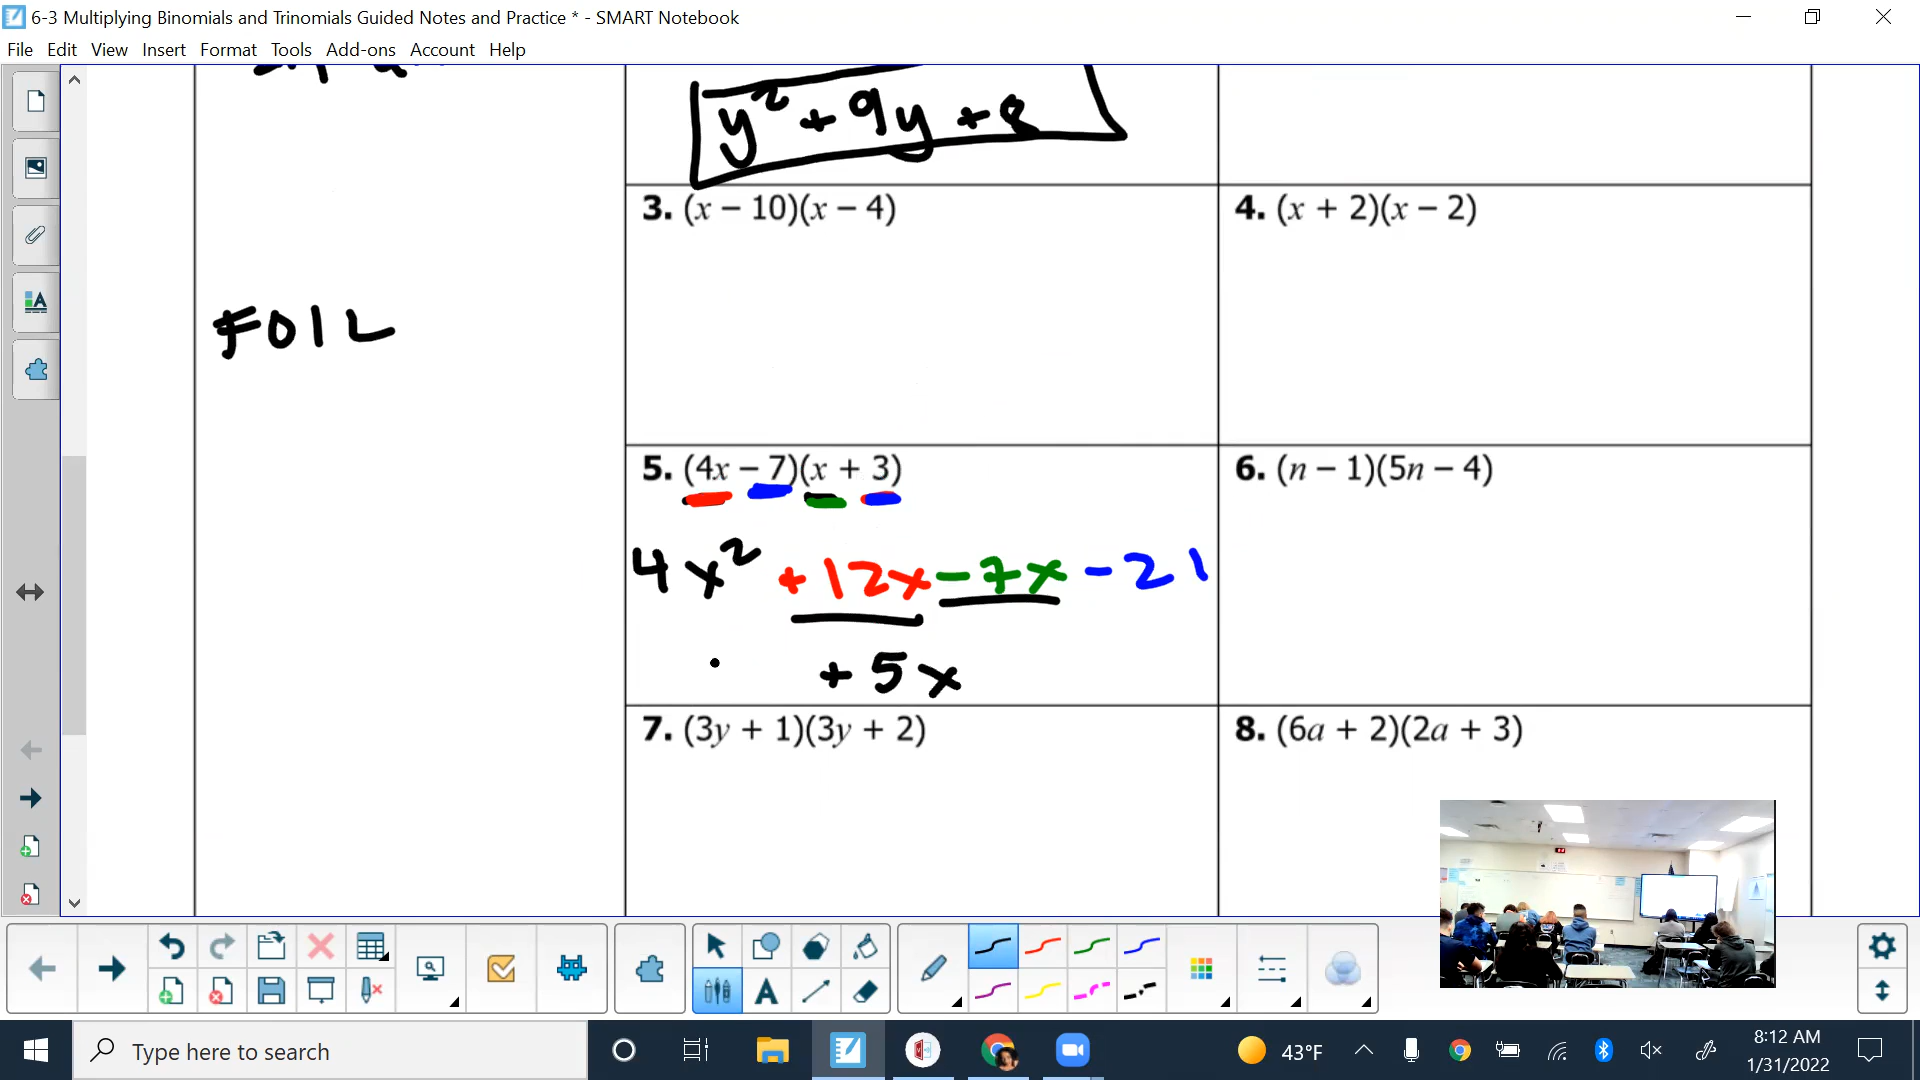 6-3 Multiplying Binomials and Trinomials Guided Notes and Practice * - SMART Notebook
File Edit View Insert Format Tools Add-ons Account Help
y² + 9y + 8
3. (x – 10)(x – 4)
4. (x + 2)(x – 2)
FOIL
5. (4x – 7)(x + 3)
6. (n – 1)(5n – 4)
4x² + 12x - 7x - 21
+ 5x
7. (3y + 1)(3y + 2)
8. (6a + 2)(2a + 3)
Type here to search
43°F
8:12 AM
1/31/2022